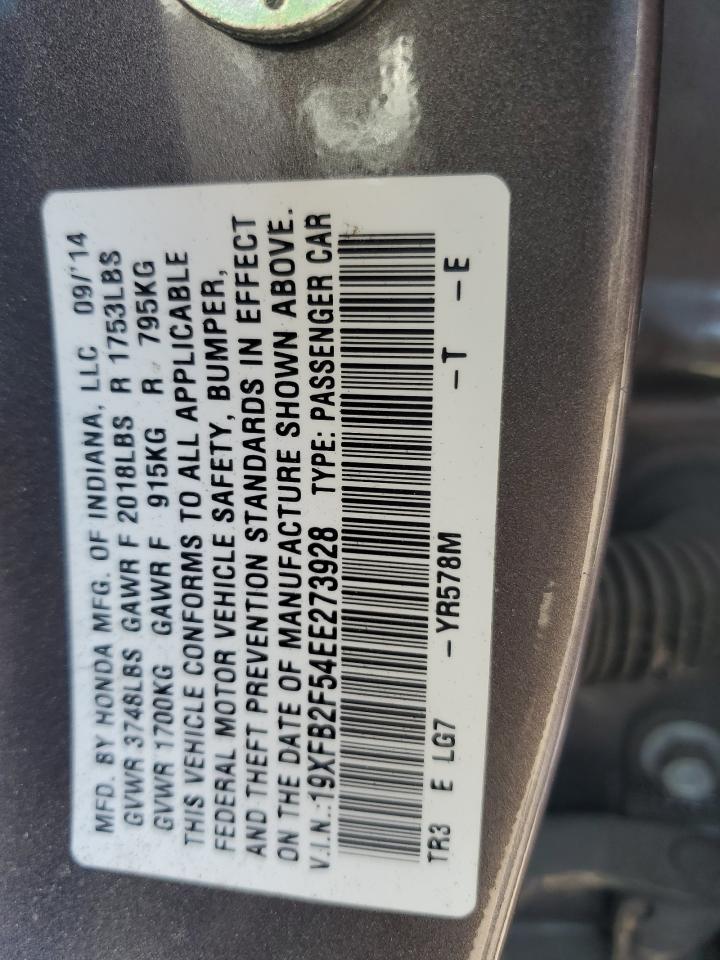 MFD. BY HONDA MFG. OF INDIANA, LLC 09/'14
GVWR 3748LBS GAWR F 2018LBS R 1753LBS
GVWR 1700KG GAWR F 915KG R 795KG
THIS VEHICLE CONFORMS TO ALL APPLICABLE
FEDERAL MOTOR VEHICLE SAFETY, BUMPER,
AND THEFT PREVENTION STANDARDS IN EFFECT
ON THE DATE OF MANUFACTURE SHOWN ABOVE.
V.I.N.:19XFB2F54EE273928 TYPE: PASSENGER CAR
TR3 E LG7 -YR578M -T -E